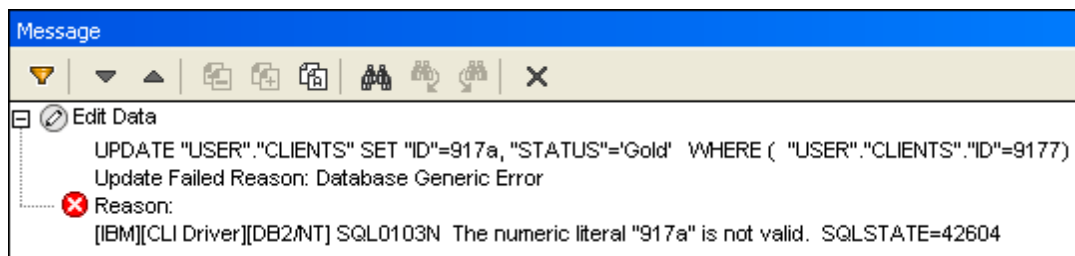 Message
Edit Data
UPDATE "USER"."CLIENTS" SET "ID"=917a, "STATUS"='Gold' WHERE ( "USER"."CLIENTS"."ID"=9177)
Update Failed Reason: Database Generic Error
Reason:
[IBM][CLI Driver][DB2/NT] SQL0103N The numeric literal "917a" is not valid. SQLSTATE=42604